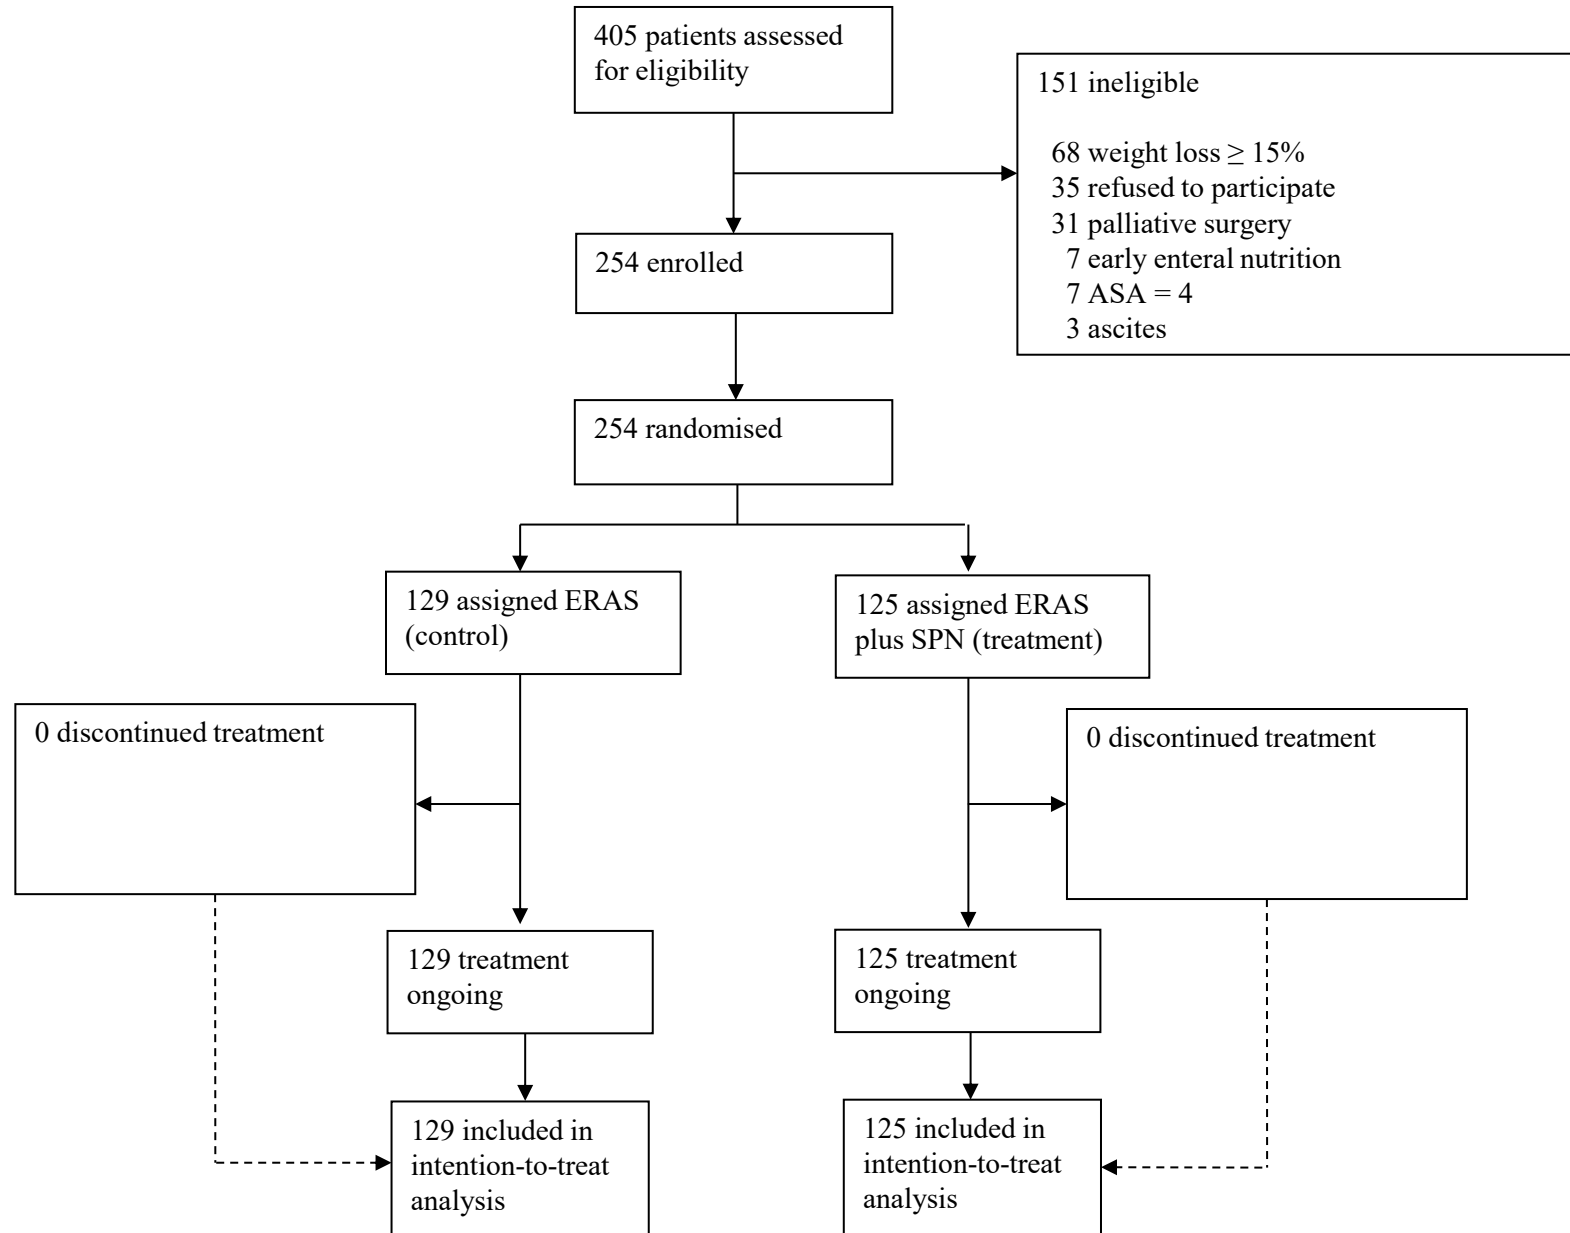 405 patients assessed
for eligibility
151 ineligible
68 weight loss ≥ 15%
35 refused to participate
31 palliative surgery
7 early enteral nutrition
7 ASA = 4
3 ascites
254 enrolled
254 randomised
129 assigned ERAS
(control)
125 assigned ERAS
plus SPN (treatment)
0 discontinued treatment
0 discontinued treatment
129 treatment
ongoing
125 treatment
ongoing
129 included in
intention-to-treat
analysis
125 included in
intention-to-treat
analysis